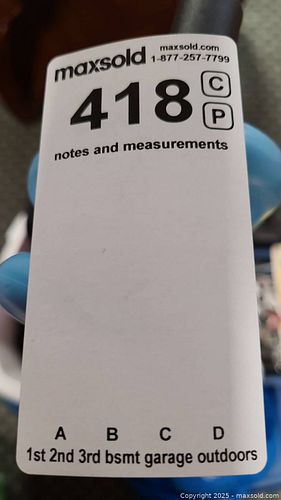 maxsold maxsold.com
1-877-257-7799
418 C
P
notes and measurements
A B C D
1st 2nd 3rd bsmt garage outdoors
Copyright © 2025 - maxsold.com